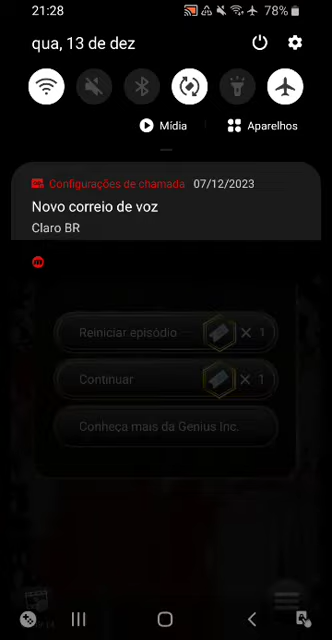 21:28
78%
qua, 13 de dez
Mídia
Aparelhos
Configurações de chamada 07/12/2023
Novo correio de voz
Claro BR
Reiniciar episódio × 1
Continuar × 1
Conheça mais da Genius Inc.